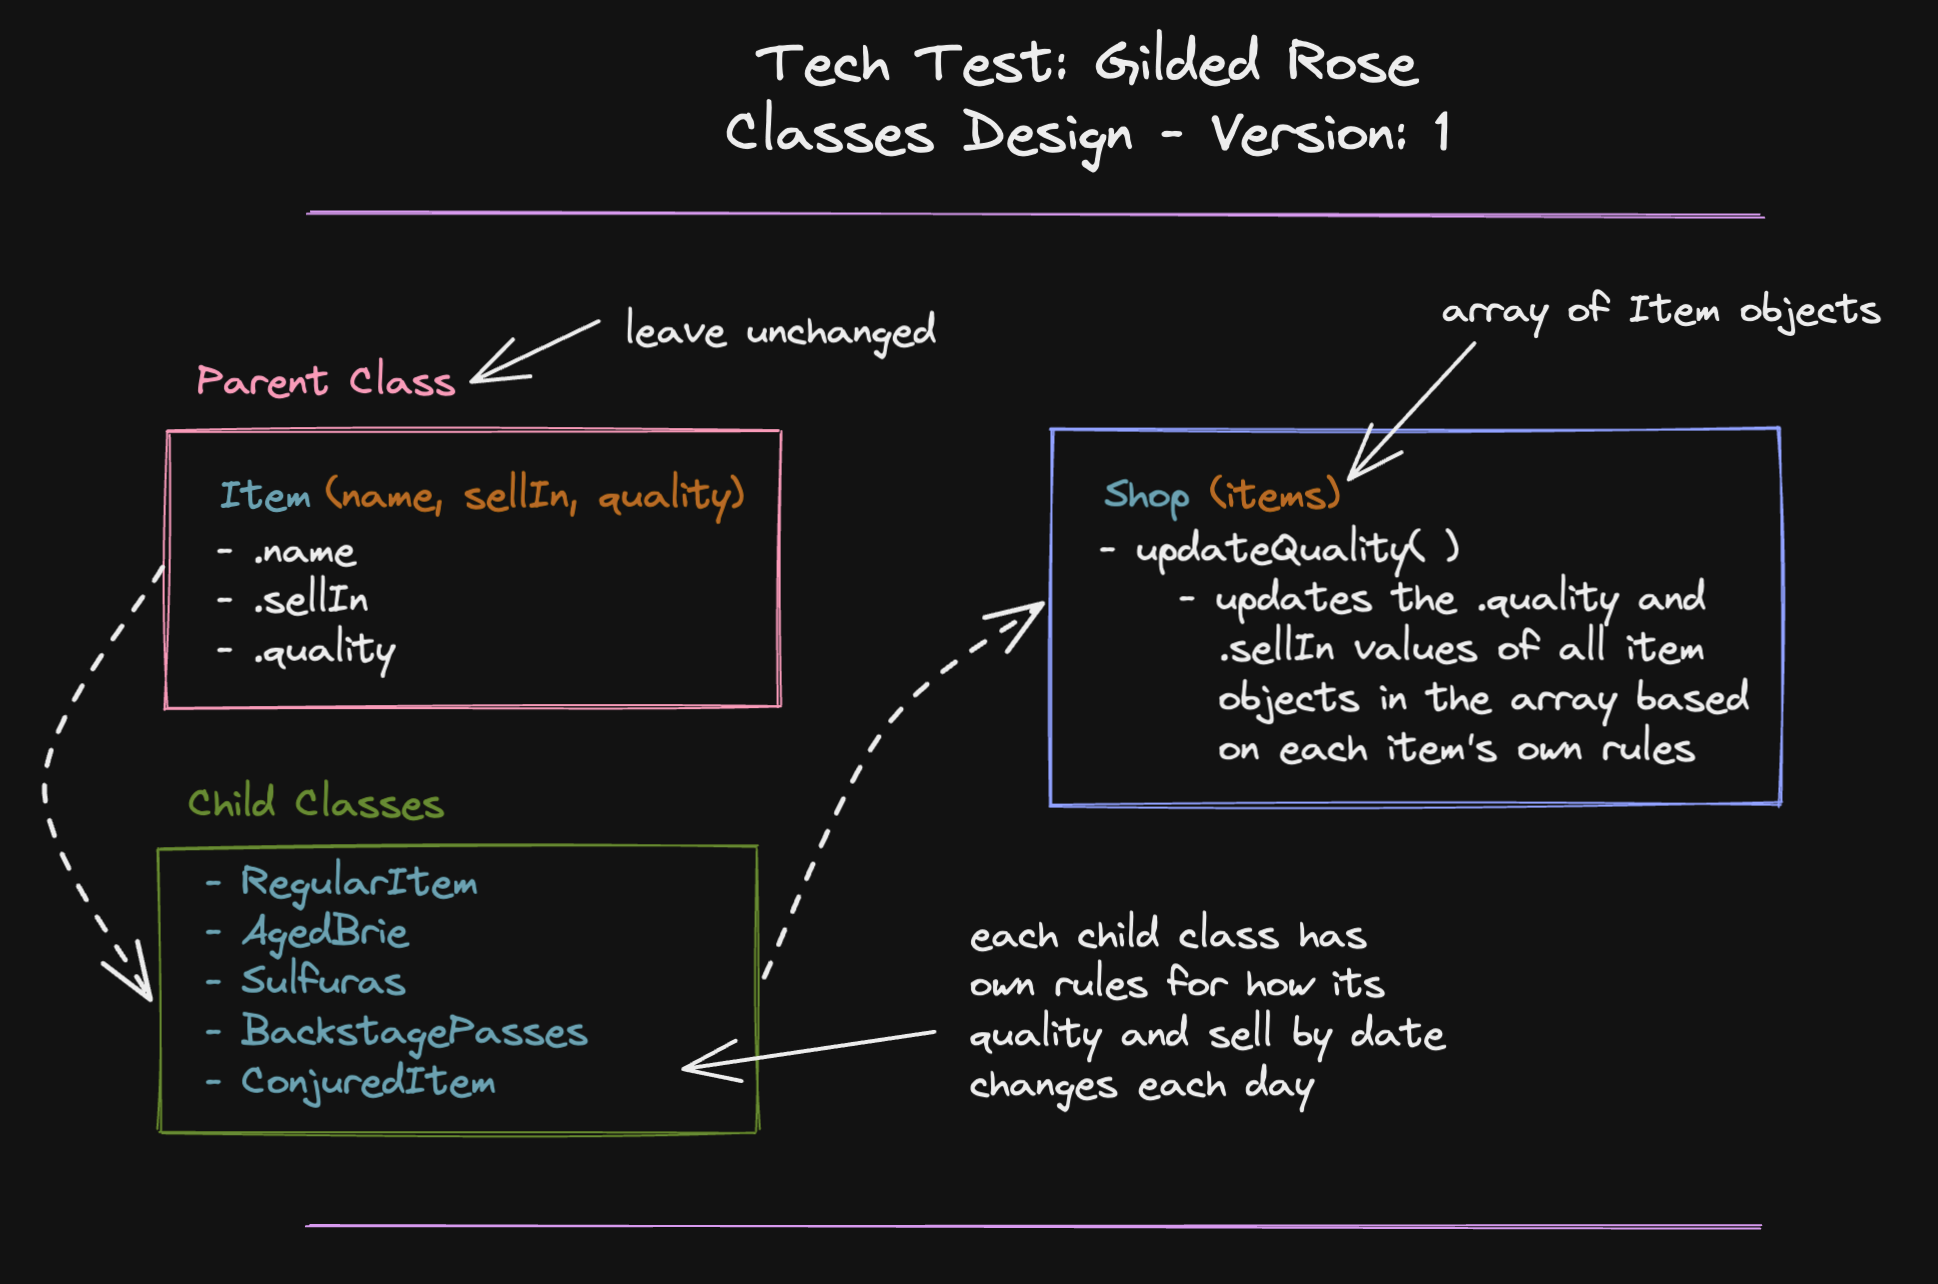 Tech Test: Gilded Rose
Classes Design - Version: 1
leave unchanged
Parent Class
Item (name, sellIn, quality)
- .name
- .sellIn
- .quality
Child Classes
- RegularItem
- AgedBrie
- Sulfuras
- BackstagePasses
- ConjuredItem
each child class has
own rules for how its
quality and sell by date
changes each day
array of Item objects
Shop (items)
- updateQuality( )
- updates the .quality and
.sellIn values of all item
objects in the array based
on each item's own rules